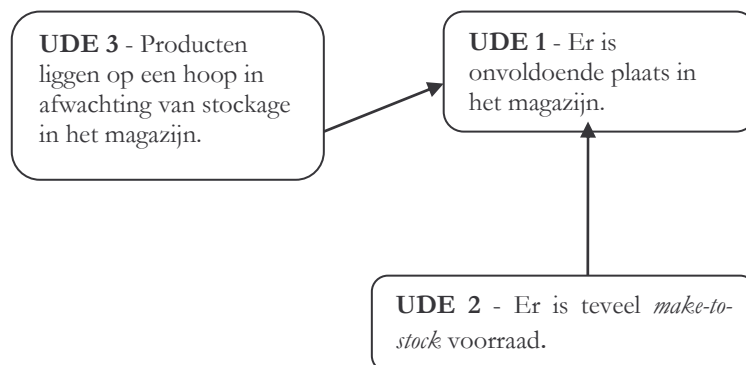 UDE 3 - Producten
liggen op een hoop in
afwachting van stockage
in het magazijn.
UDE 1 - Er is
onvoldoende plaats in
het magazijn.
UDE 2 - Er is teveel make-to-
stock voorraad.